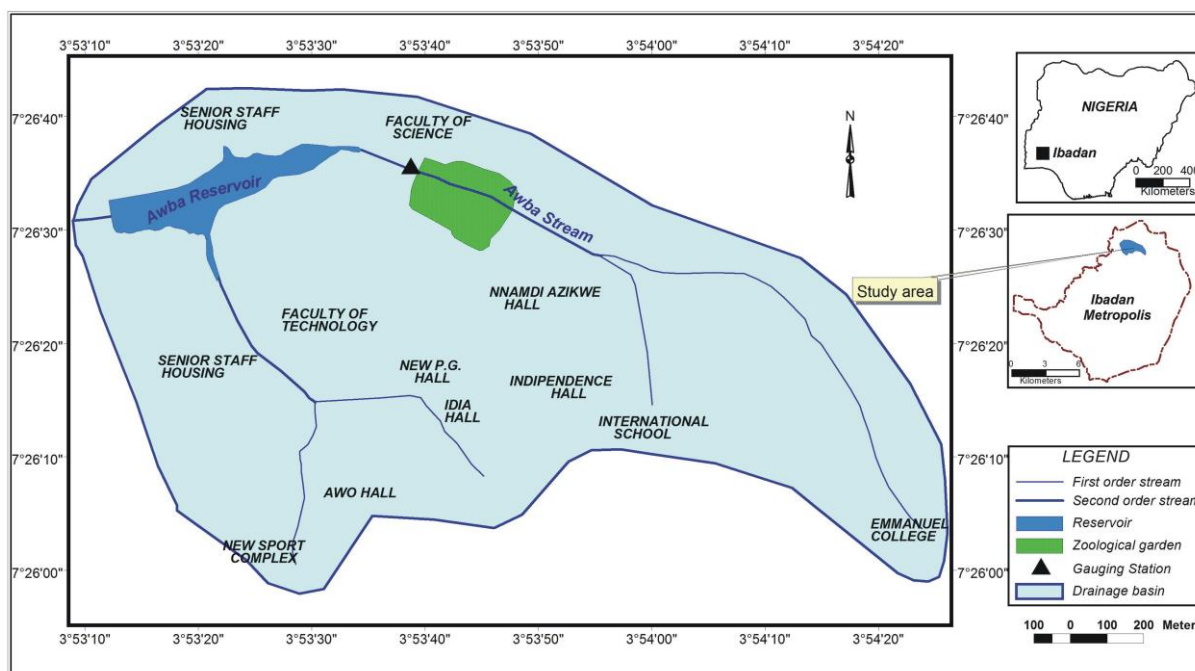 3°53'10" 3°53'20" 3°53'30" 3°53'40" 3°53'50" 3°54'00" 3°54'10" 3°54'20"
7°26'40"
7°26'30"
7°26'20"
7°26'10"
7°26'00"
SENIOR STAFF
HOUSING
FACULTY OF
SCIENCE
N
Awba Reservoir
Awba Stream
NNAMDI AZIKWE
HALL
FACULTY OF
TECHNOLOGY
SENIOR STAFF
HOUSING
NEW P.G.
HALL
INDIPENDENCE
HALL
IDIA
HALL
INTERNATIONAL
SCHOOL
AWO HALL
NEW SPORT
COMPLEX
EMMANUEL
COLLEGE
Study area
7°26'40"
7°26'30"
7°26'20"
7°26'10"
7°26'00"
3°53'10" 3°53'20" 3°53'30" 3°53'40" 3°53'50" 3°54'00" 3°54'10" 3°54'20"
NIGERIA
Ibadan
0 200 400
Kilometers
Ibadan
Metropolis
0 3 6
Kilometers
LEGEND
First order stream
Second order stream
Reservoir
Zoological garden
Gauging Station
Drainage basin
100 0 100 200 Meter